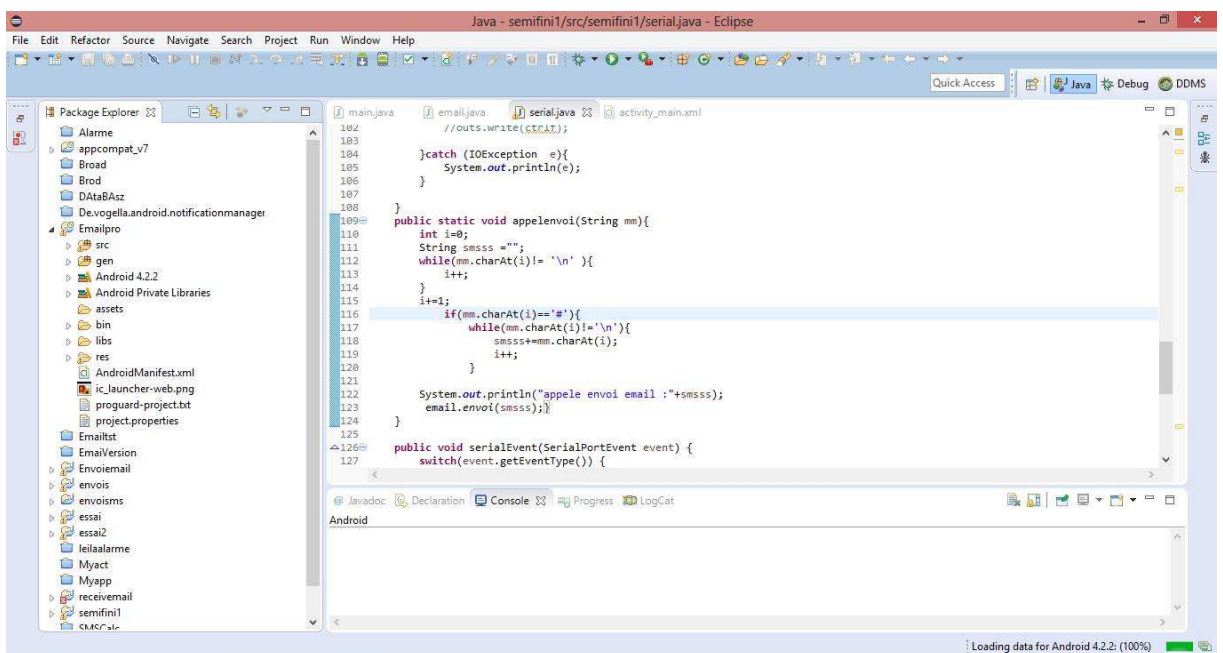 Java - semifini1/src/semifini1/serial.java - Eclipse
File Edit Refactor Source Navigate Search Project Run Window Help
Quick Access Java Debug DDMS
Package Explorer
Alarme
appcompat_v7
Broad
Brod
DAtaBAsz
De.vogella.android.notificationmanager
Emailpro
src
gen
Android 4.2.2
Android Private Libraries
assets
bin
libs
res
AndroidManifest.xml
ic_launcher-web.png
proguard-project.txt
project.properties
Emailtst
EmaiVersion
Envoiemail
envois
envoisms
essai
essai2
leilaalarme
Myact
Myapp
receivemail
semifini1
SMSCalc
main.java email.java serial.java activity_main.xml
102 //outs.write(ctrlf);
103
104 }catch (IOException e){
105 System.out.println(e);
106 }
107
108 }
109 public static void appelenvoi(String mm){
110 int i=0;
111 String smsss ="";
112 while(mm.charAt(i)!= '\n' ){
113 i++;
114 }
115 i+=1;
116 if(mm.charAt(i)=='#'){
117 while(mm.charAt(i)!='\n'){
118 smsss+=mm.charAt(i);
119 i++;
120 }
121
122 System.out.println("appele envoi email :"+smsss);
123 email.envoi(smsss);}
124 }
125
126 public void serialEvent(SerialPortEvent event) {
127 switch(event.getEventType()) {
@ Javadoc Declaration Console Progress LogCat
Android
Loading data for Android 4.2.2: (100%)